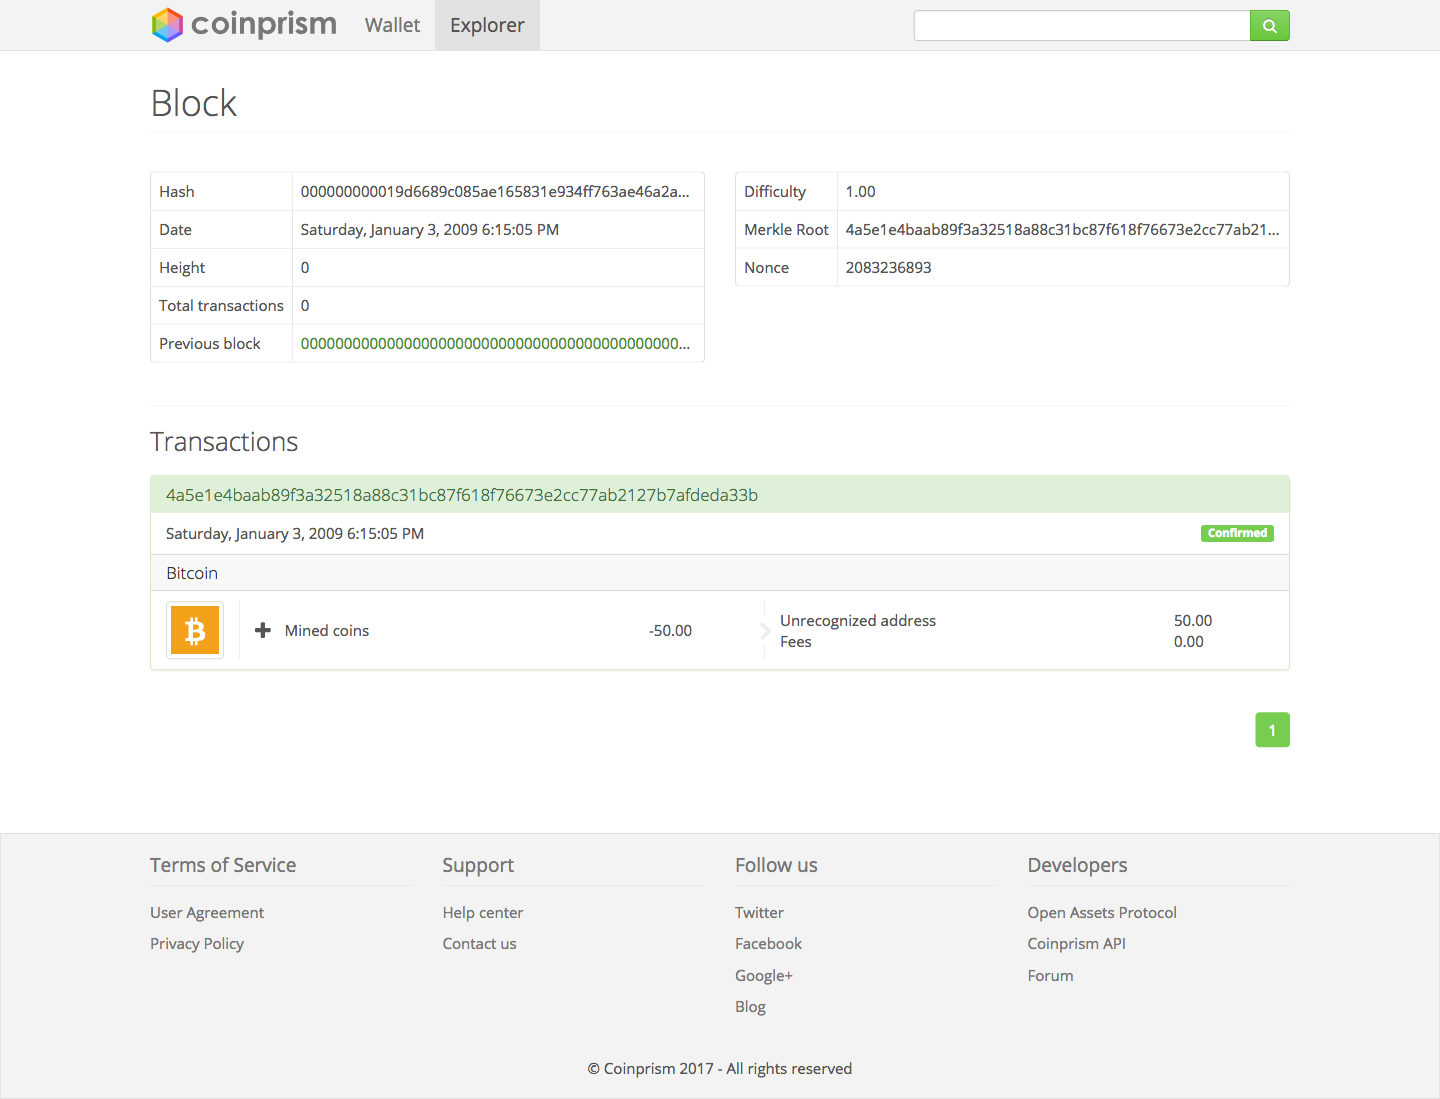 coinprism Wallet Explorer
Block
Hash 000000000019d6689c085ae165831e934ff763ae46a2a...
Date Saturday, January 3, 2009 6:15:05 PM
Height 0
Total transactions 0
Previous block 00000000000000000000000000000000000000000000000...
Difficulty 1.00
Merkle Root 4a5e1e4baab89f3a32518a88c31bc87f618f76673e2cc77ab21...
Nonce 2083236893
Transactions
4a5e1e4baab89f3a32518a88c31bc87f618f76673e2cc77ab2127b7afdeda33b
Saturday, January 3, 2009 6:15:05 PM Confirmed
Bitcoin
Mined coins -50.00
Unrecognized address 50.00
Fees 0.00
1
Terms of Service
User Agreement
Privacy Policy
Support
Help center
Contact us
Follow us
Twitter
Facebook
Google+
Blog
Developers
Open Assets Protocol
Coinprism API
Forum
© Coinprism 2017 - All rights reserved